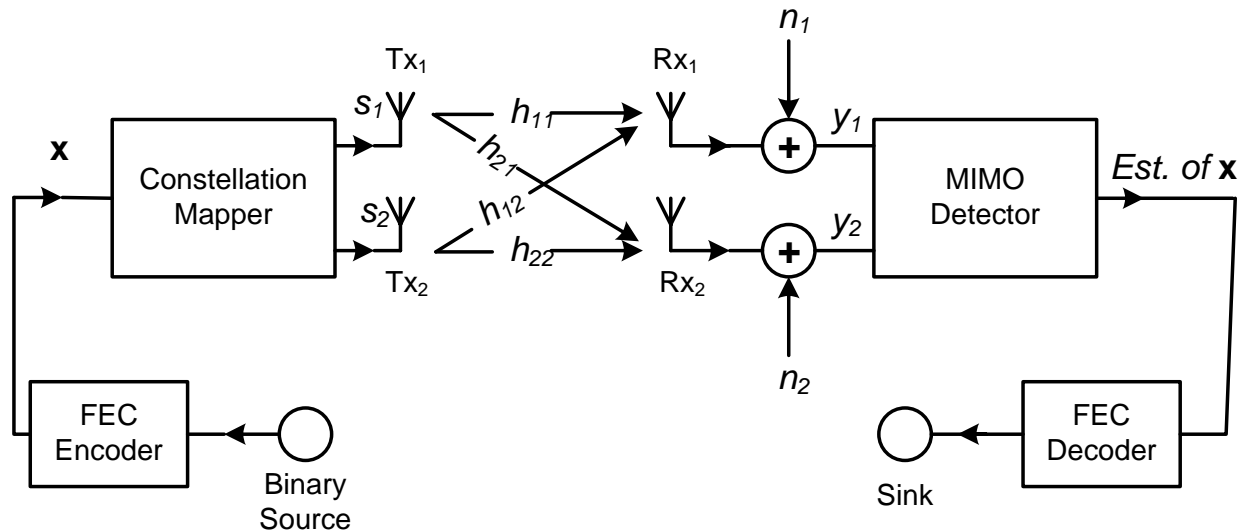 n₁
Tx₁
Rx₁
s₁
h₁₁
y₁
x
h₂₁
Constellation
Mapper
MIMO
Detector
Est. of x
s₂
h₁₂
y₂
h₂₂
Tx₂
Rx₂
n₂
FEC
Encoder
FEC
Decoder
Binary
Source
Sink
+
+